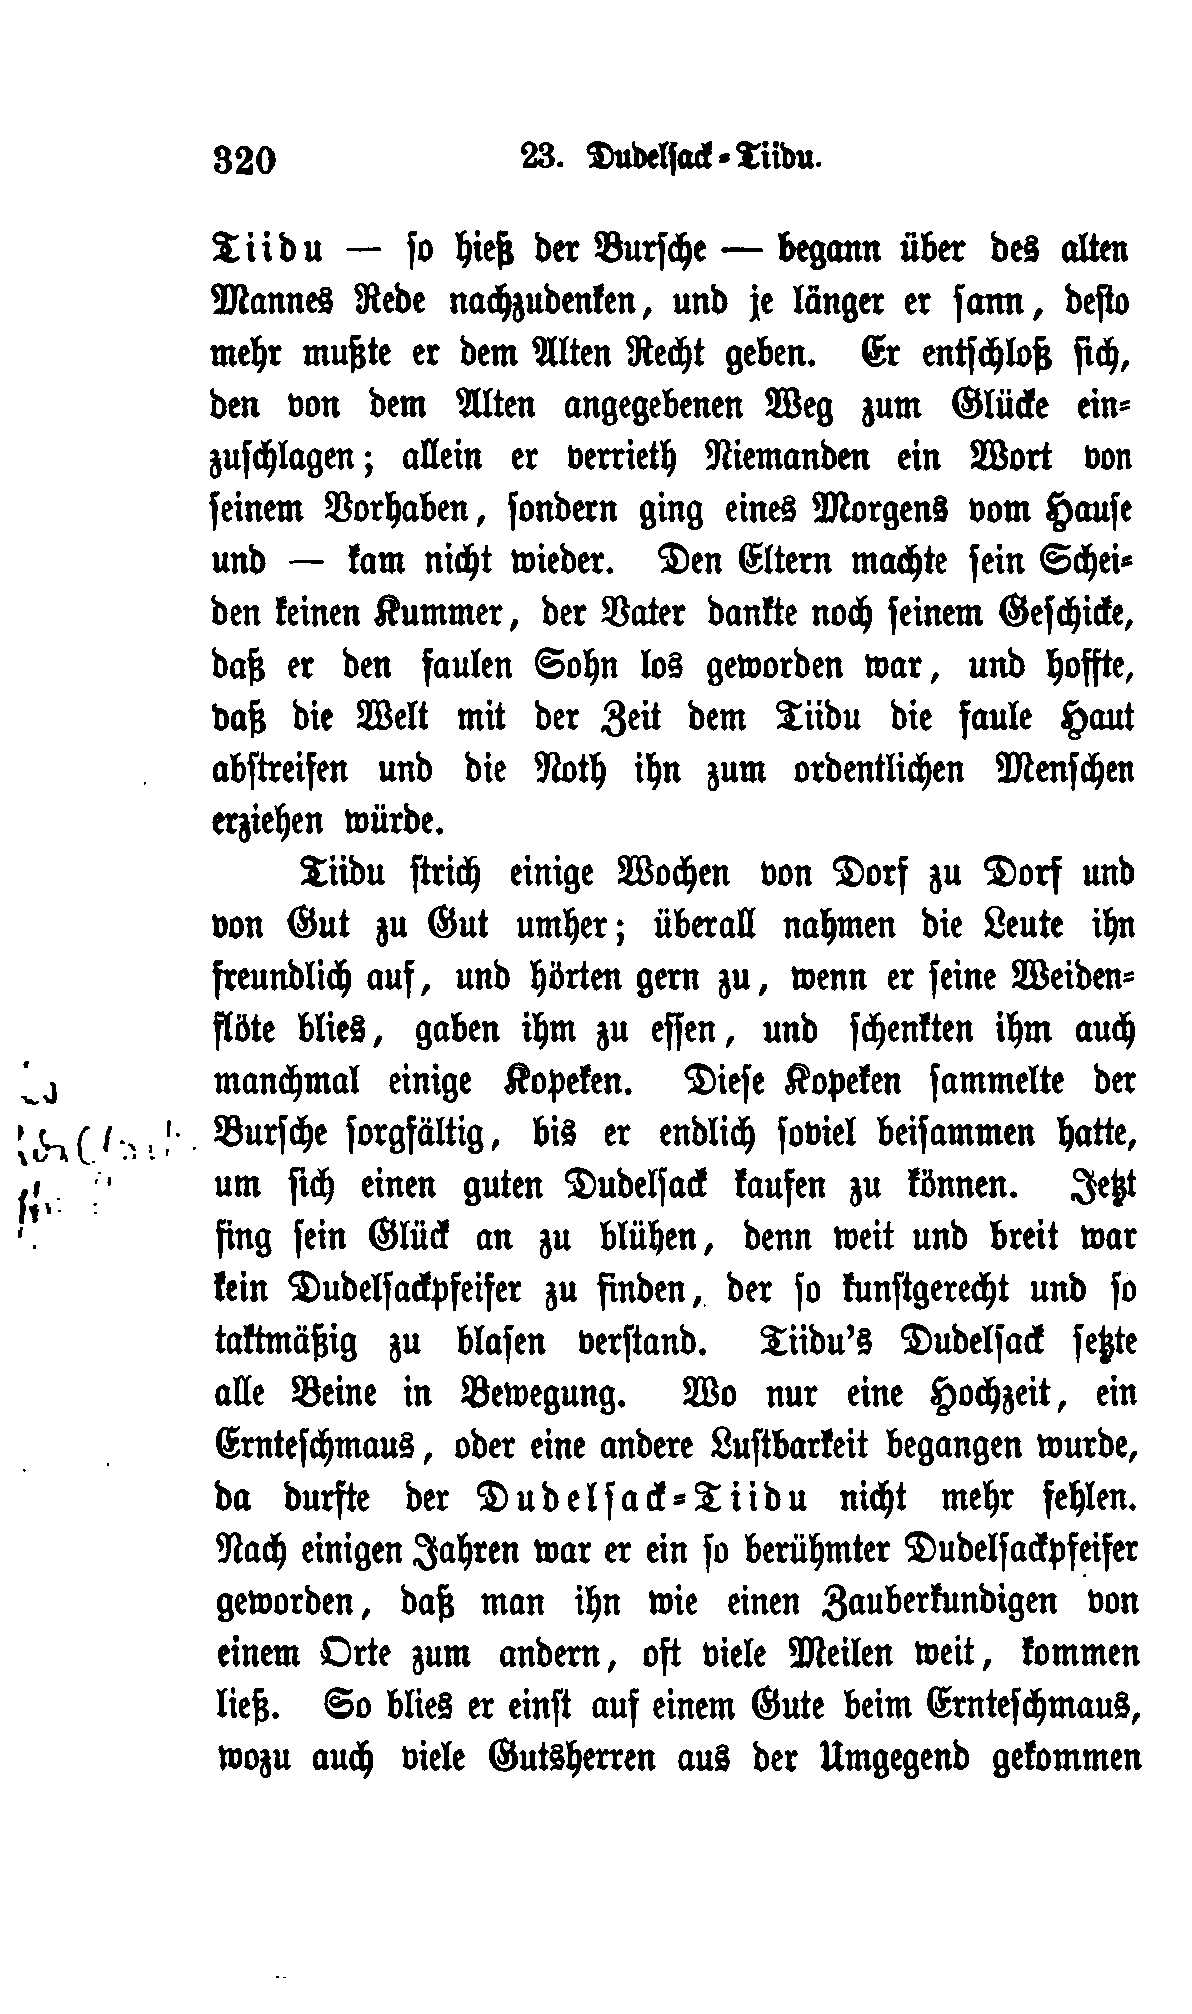 320 23. Dudelsack-Tiidu.
Tiidu — so hieß der Bursche — begann über des alten
Mannes Rede nachzudenken, und je länger er sann, desto
mehr mußte er dem Alten Recht geben. Er entschloß sich,
den von dem Alten angegebenen Weg zum Glücke ein-
zuschlagen; allein er verrieth Niemanden ein Wort von
seinem Vorhaben, sondern ging eines Morgens vom Hause
und — kam nicht wieder. Den Eltern machte sein Schei-
den keinen Kummer, der Vater dankte noch seinem Geschicke,
daß er den faulen Sohn los geworden war, und hoffte,
daß die Welt mit der Zeit dem Tiidu die faule Haut
abstreifen und die Noth ihn zum ordentlichen Menschen
erziehen würde.
Tiidu strich einige Wochen von Dorf zu Dorf und
von Gut zu Gut umher; überall nahmen die Leute ihn
freundlich auf, und hörten gern zu, wenn er seine Weiden-
flöte blies, gaben ihm zu essen, und schenkten ihm auch
manchmal einige Kopeken. Diese Kopeken sammelte der
Bursche sorgfältig, bis er endlich soviel beisammen hatte,
um sich einen guten Dudelsack kaufen zu können. Jetzt
fing sein Glück an zu blühen, denn weit und breit war
kein Dudelsackpfeifer zu finden, der so kunstgerecht und so
taktmäßig zu blasen verstand. Tiidu's Dudelsack setzte
alle Beine in Bewegung. Wo nur eine Hochzeit, ein
Ernteschmaus, oder eine andere Lustbarkeit begangen wurde,
da durfte der Dudelsack-Tiidu nicht mehr fehlen.
Nach einigen Jahren war er ein so berühmter Dudelsackpfeifer
geworden, daß man ihn wie einen Zauberkundigen von
einem Orte zum andern, oft viele Meilen weit, kommen
ließ. So blies er einst auf einem Gute beim Ernteschmaus,
wozu auch viele Gutsherren aus der Umgegend gekommen